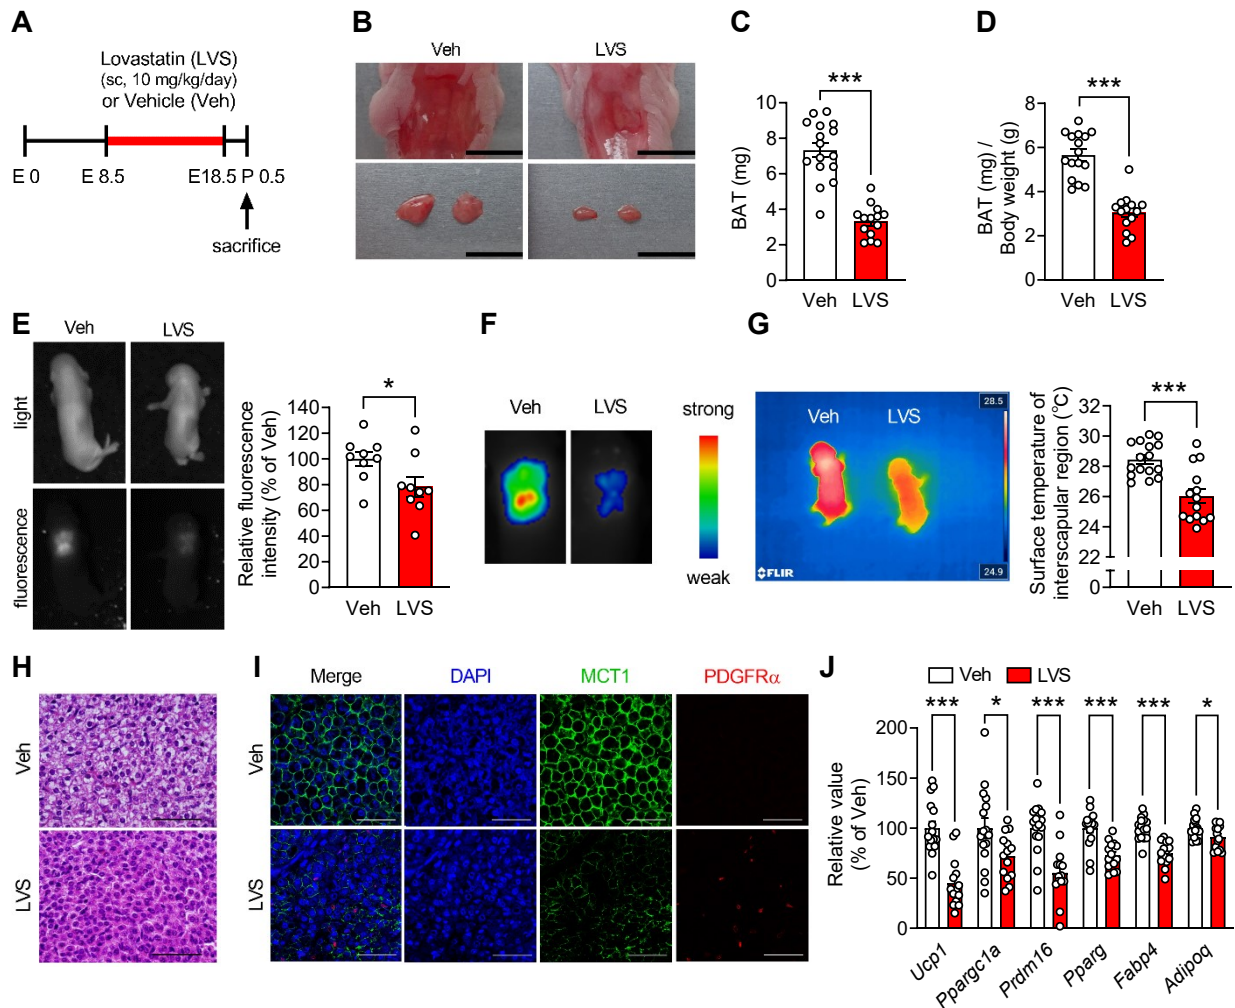 A
Lovastatin (LVS)
(sc, 10 mg/kg/day)
or Vehicle (Veh)
E 0
E 8.5
E18.5
P 0.5
sacrifice
B
Veh
LVS
C
***
BAT (mg)
10
8
6
4
2
0
Veh
LVS
D
***
BAT (mg) /
Body weight (g)
8
6
4
2
0
Veh
LVS
E
Veh
LVS
light
fluorescence
*
Relative fluorescence
intensity (% of Veh)
140
120
100
80
60
40
20
0
Veh
LVS
F
Veh
LVS
strong
weak
G
Veh
LVS
28.5
24.9
FLIR
***
Surface temperature of
interscapular region (°C)
32
30
28
26
24
22
22
0
Veh
LVS
H
Veh
LVS
I
Merge
DAPI
MCT1
PDGFRα
Veh
LVS
J
Veh
LVS
*** * *** *** *** *
Relative value
(% of Veh)
200
150
100
50
0
Ucp1
Ppargc1a
Prdm16
Pparg
Fabp4
Adipoq